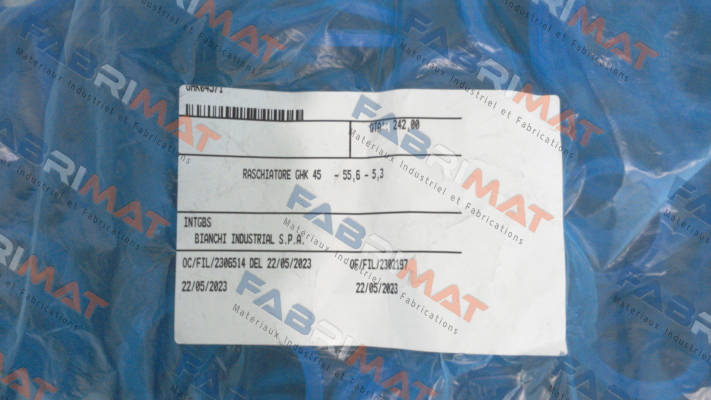 QTA' 242,00
RASCHIATORE GHK 45 - 55,6 - 5,3
INTGBS
BIANCHI INDUSTRIAL S.P.A.
OC/FIL/2306514 DEL 22/05/2023 OF/FIL/2302197
22/05/2023 22/05/2023
FABRIMAT
Matériaux Industriel et Fabrications